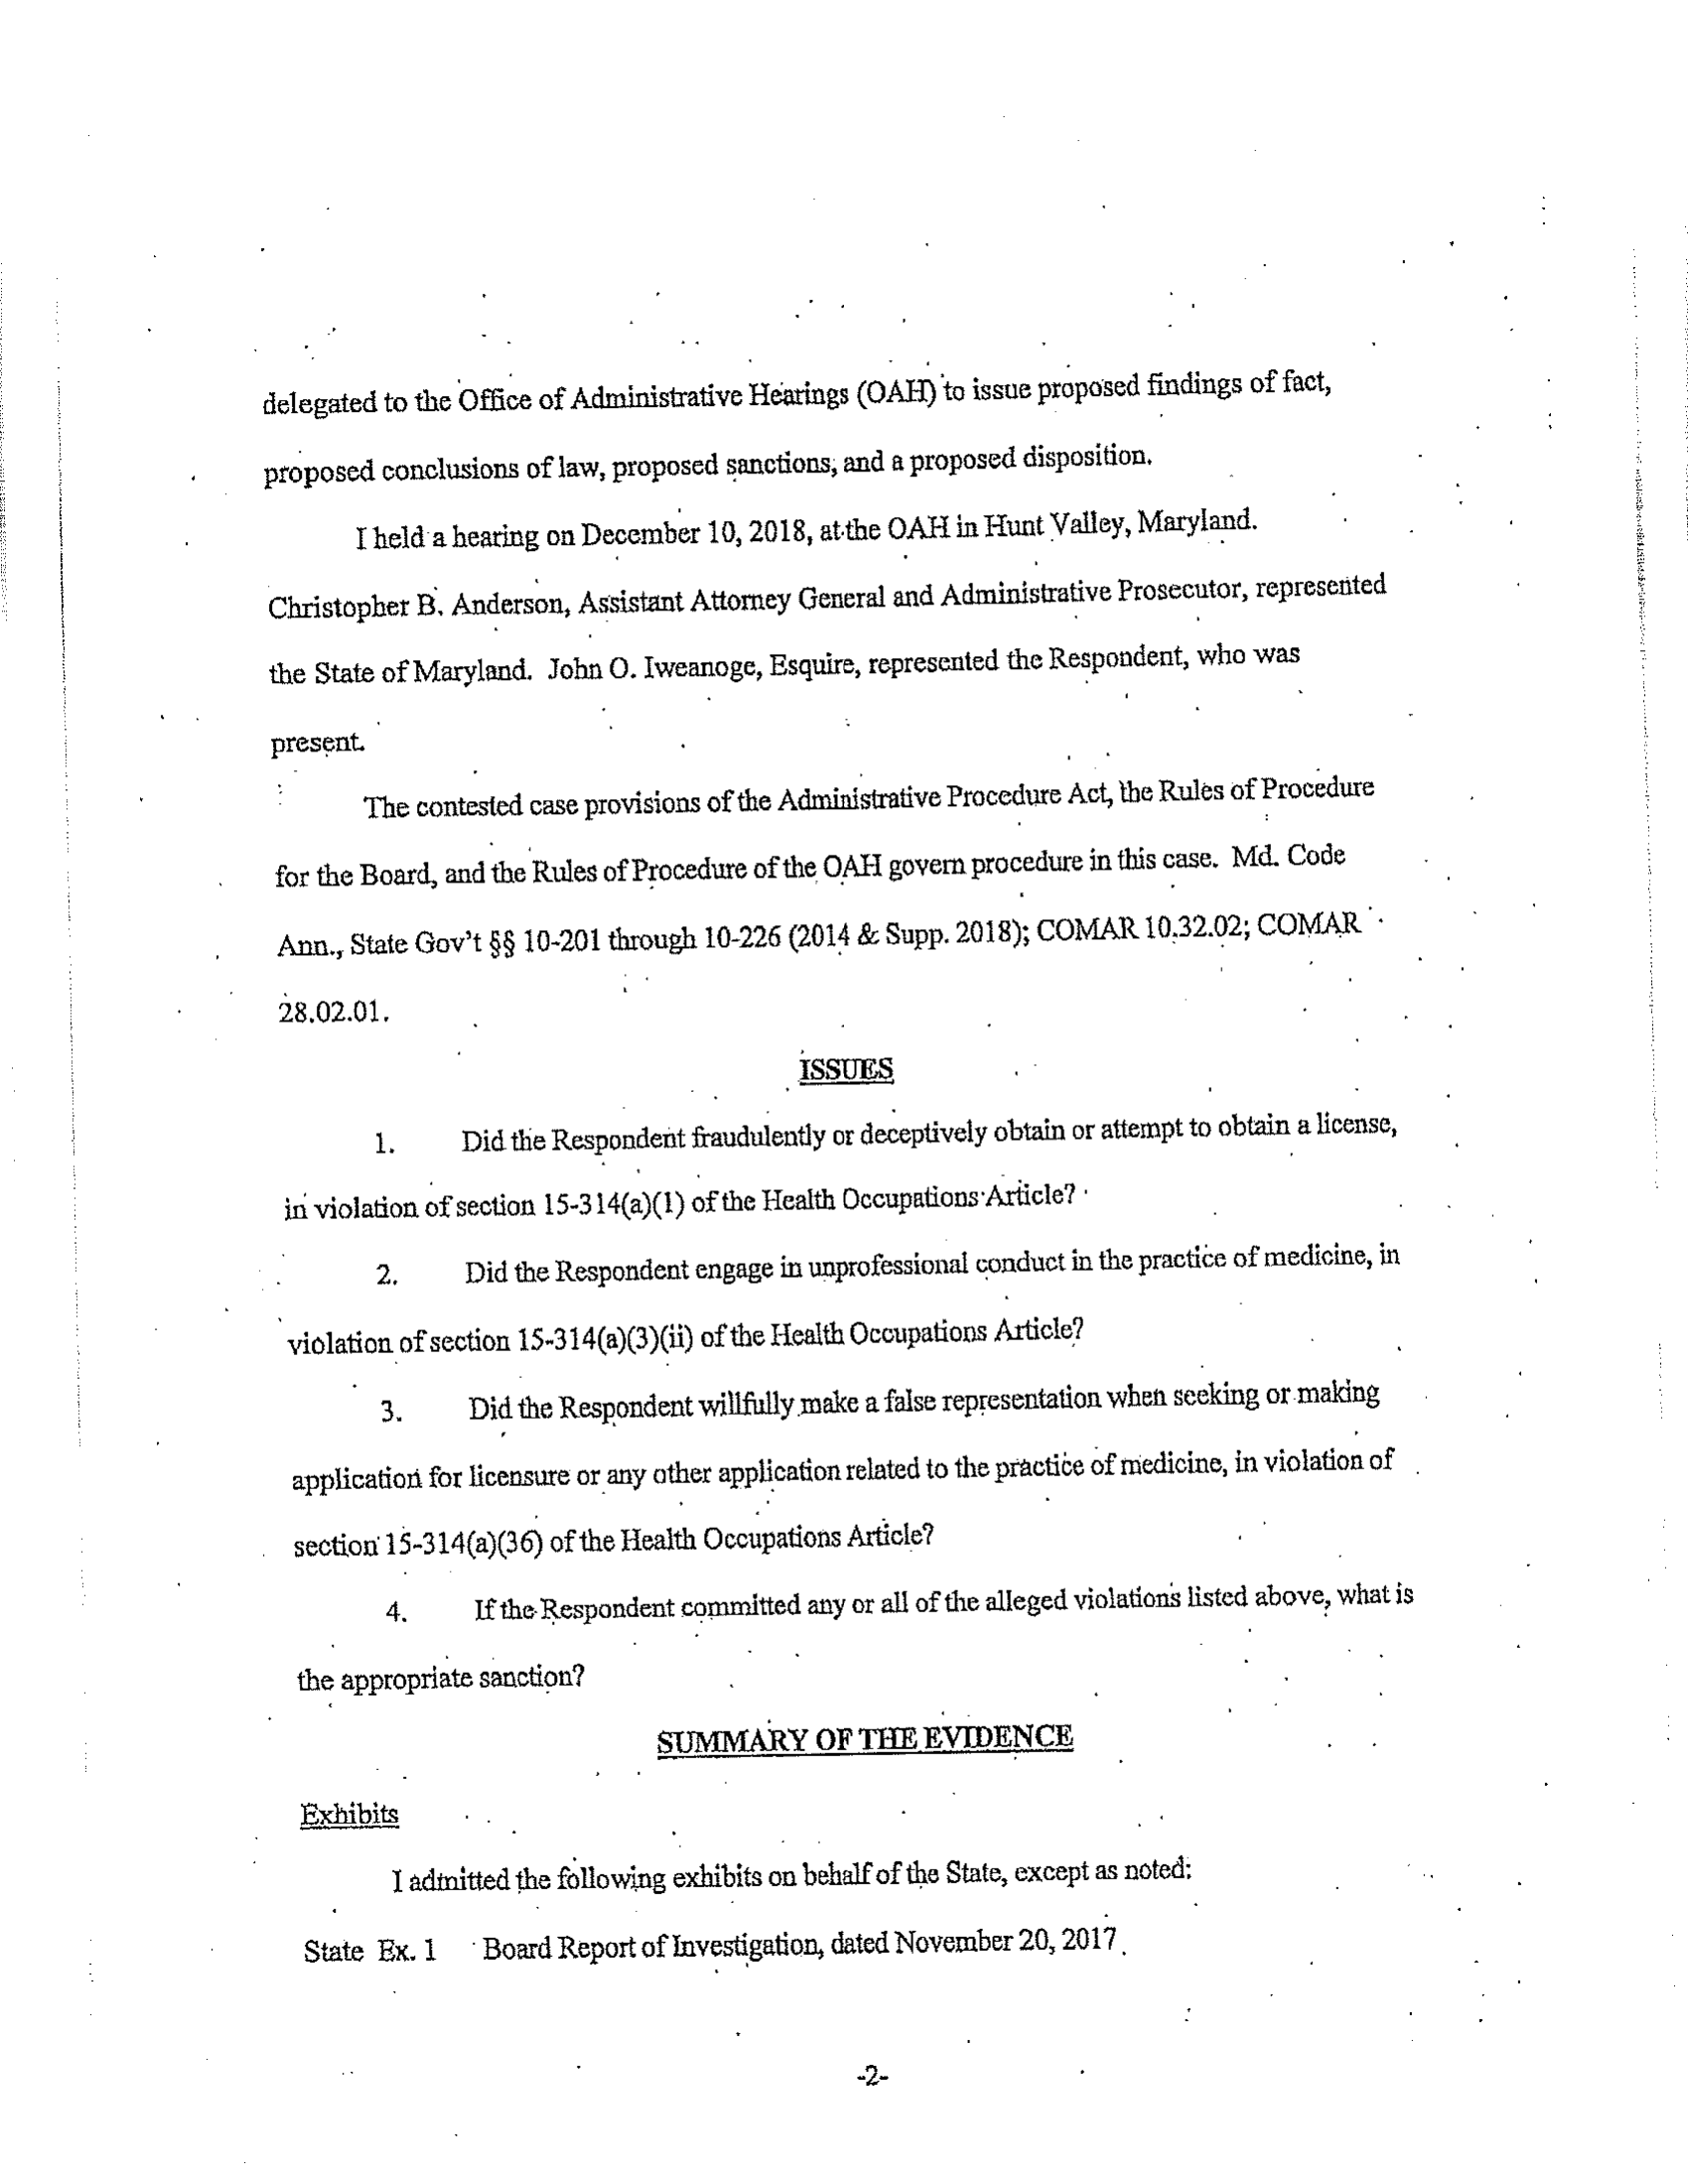 delegated to the Office of Administrative Hearings (OAH) to issue proposed findings of fact,
proposed conclusions of law, proposed sanctions, and a proposed disposition.
I held a hearing on December 10, 2018, at the OAH in Hunt Valley, Maryland.
Christopher B. Anderson, Assistant Attorney General and Administrative Prosecutor, represented
the State of Maryland. John O. Iweanoge, Esquire, represented the Respondent, who was
present.
The contested case provisions of the Administrative Procedure Act, the Rules of Procedure
for the Board, and the Rules of Procedure of the OAH govern procedure in this case. Md. Code
Ann., State Gov't §§ 10-201 through 10-226 (2014 & Supp. 2018); COMAR 10.32.02; COMAR
28.02.01.
ISSUES
1. Did the Respondent fraudulently or deceptively obtain or attempt to obtain a license,
in violation of section 15-314(a)(1) of the Health Occupations Article?
2. Did the Respondent engage in unprofessional conduct in the practice of medicine, in
violation of section 15-314(a)(3)(ii) of the Health Occupations Article?
3. Did the Respondent willfully make a false representation when seeking or making
application for licensure or any other application related to the practice of medicine, in violation of
section 15-314(a)(36) of the Health Occupations Article?
4. If the Respondent committed any or all of the alleged violations listed above, what is
the appropriate sanction?
SUMMARY OF THE EVIDENCE
Exhibits
I admitted the following exhibits on behalf of the State, except as noted:
State Ex. 1 Board Report of Investigation, dated November 20, 2017
-2-